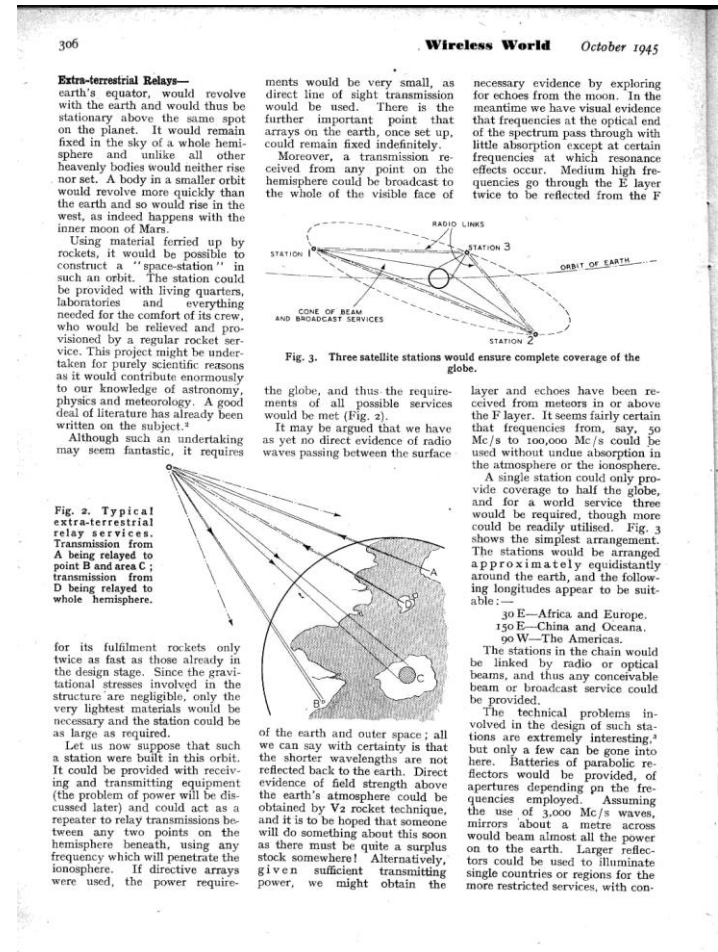 306
Wireless World October 1945
Extra-terrestrial Relays—
earth's equator, would revolve
with the earth and would thus be
stationary above the same spot
on the planet. It would remain
fixed in the sky of a whole hemi-
sphere and unlike all other
heavenly bodies would neither rise
nor set. A body in a smaller orbit
would revolve more quickly than
the earth and so would rise in the
west, as indeed happens with the
inner moon of Mars.
Using material ferried up by
rockets, it would be possible to
construct a "space-station" in
such an orbit. The station could
be provided with living quarters,
laboratories and everything
needed for the comfort of its crew,
who would be relieved and pro-
visioned by a regular rocket ser-
vice. This project might be under-
taken for purely scientific reasons
as it would contribute enormously
to our knowledge of astronomy,
physics and meteorology. A good
deal of literature has already been
written on the subject.²
Although such an undertaking
may seem fantastic, it requires
ments would be very small, as
direct line of sight transmission
would be used. There is the
further important point that
arrays on the earth, once set up,
could remain fixed indefinitely.
Moreover, a transmission re-
ceived from any point on the
hemisphere could be broadcast to
the whole of the visible face of
necessary evidence by exploring
for echoes from the moon. In the
meantime we have visual evidence
that frequencies at the optical end
of the spectrum pass through with
little absorption except at certain
frequencies at which resonance
effects occur. Medium high fre-
quencies go through the E layer
twice to be reflected from the F
RADIO LINKS
STATION 1
STATION 3
ORBIT OF EARTH
CONE OF BEAM
AND BROADCAST SERVICES
STATION 2
Fig. 3. Three satellite stations would ensure complete coverage of the
globe.
the globe, and thus the require-
ments of all possible services
would be met (Fig. 2).
It may be argued that we have
as yet no direct evidence of radio
waves passing between the surface
layer and echoes have been re-
ceived from meteors in or above
the F layer. It seems fairly certain
that frequencies from, say, 50
Mc/s to 100,000 Mc/s could be
used without undue absorption in
the atmosphere or the ionosphere.
A single station could only pro-
vide coverage to half the globe,
and for a world service three
would be required, though more
could be readily utilised. Fig. 3
shows the simplest arrangement.
The stations would be arranged
approximately equidistantly
around the earth, and the follow-
ing longitudes appear to be suit-
able:—
30 E—Africa and Europe.
150 E—China and Oceana.
90 W—The Americas.
The stations in the chain would
be linked by radio or optical
beams, and thus any conceivable
beam or broadcast service could
be provided.
The technical problems in-
volved in the design of such sta-
tions are extremely interesting,³
but only a few can be gone into
here. Batteries of parabolic re-
flectors would be provided, of
apertures depending on the fre-
quencies employed. Assuming
the use of 3,000 Mc/s waves,
mirrors about a metre across
would beam almost all the power
on to the earth. Larger reflec-
tors could be used to illuminate
single countries or regions for the
more restricted services, with con-
Fig. 2. Typical
extra-terrestrial
relay services.
Transmission from
A being relayed to
point B and area C;
transmission from
D being relayed to
whole hemisphere.
A
D
C
B
for its fulfilment rockets only
twice as fast as those already in
the design stage. Since the gravi-
tational stresses involved in the
structure are negligible, only the
very lightest materials would be
necessary and the station could be
as large as required.
Let us now suppose that such
a station were built in this orbit.
It could be provided with receiv-
ing and transmitting equipment
(the problem of power will be dis-
cussed later) and could act as a
repeater to relay transmissions be-
tween any two points on the
hemisphere beneath, using any
frequency which will penetrate the
ionosphere. If directive arrays
were used, the power require-
of the earth and outer space; all
we can say with certainty is that
the shorter wavelengths are not
reflected back to the earth. Direct
evidence of field strength above
the earth's atmosphere could be
obtained by V2 rocket technique,
and it is to be hoped that someone
will do something about this soon
as there must be quite a surplus
stock somewhere! Alternatively,
given sufficient transmitting
power, we might obtain the